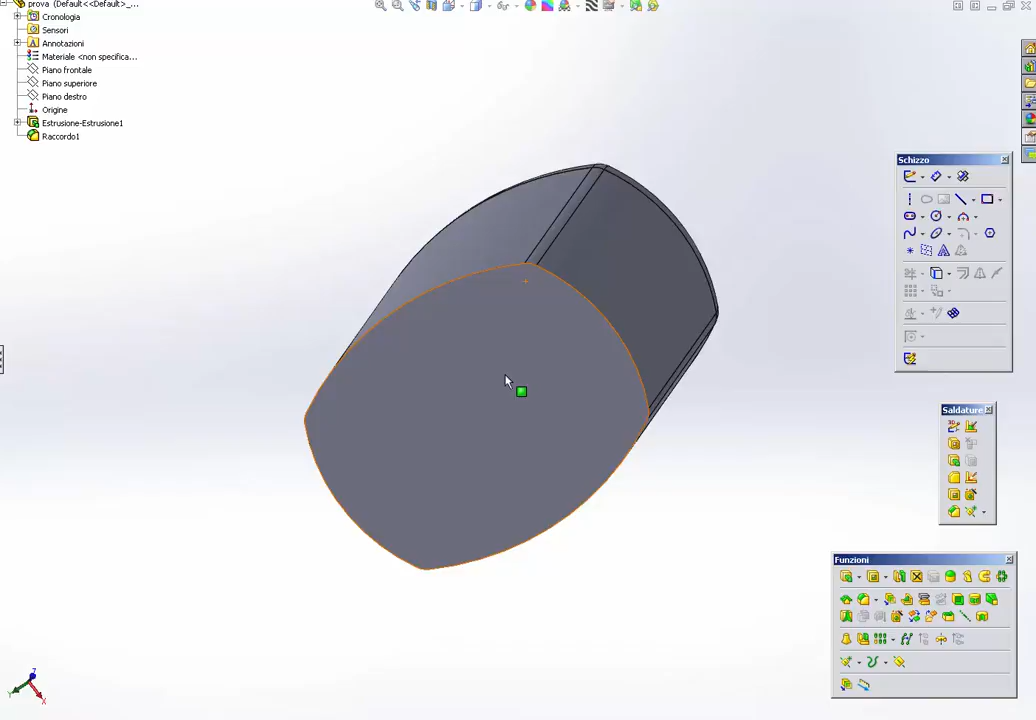 prova (Default<<Default>_...
Cronologia
Sensori
Annotazioni
Materiale <non specifica...
Piano frontale
Piano superiore
Piano destro
Origine
Estrusione-Estrusione1
Raccordo1
Schizzo
Saldature
Funzioni
Z
Y
X